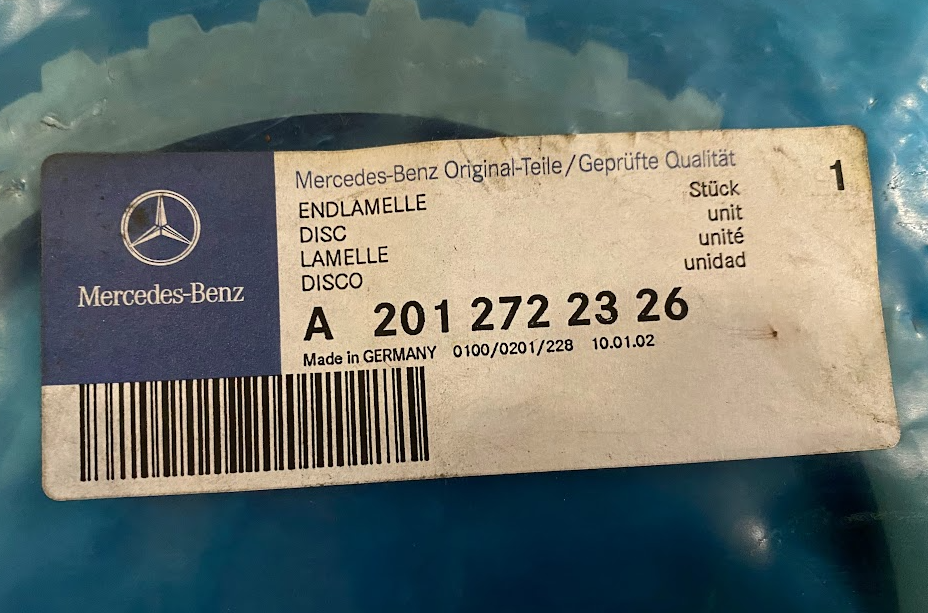 Mercedes-Benz
Mercedes-Benz Original-Teile/Geprüfte Qualität
1
ENDLAMELLE Stück
DISC unit
LAMELLE unité
DISCO unidad
A 201 272 23 26
Made in GERMANY 0100/0201/228 10.01.02